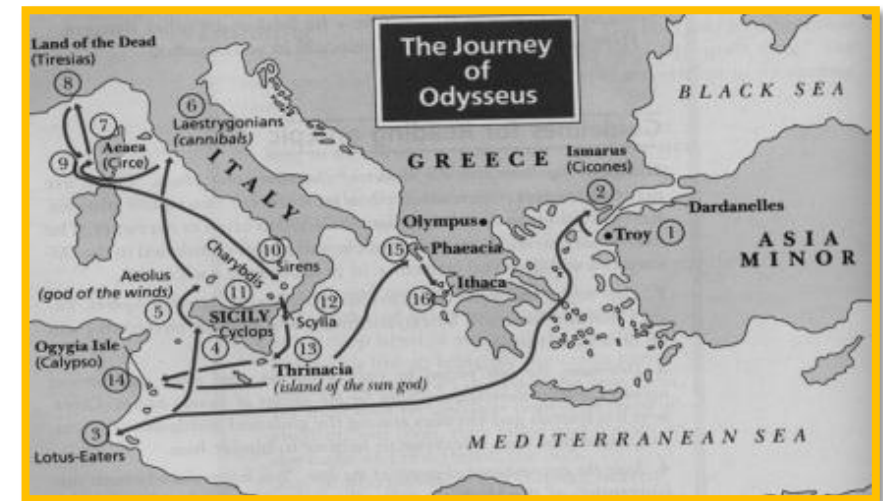 The Journey
of
Odysseus
Land of the Dead
(Tiresias)
8
7
Aeaea
(Circe)
9
6
Laestrygonians
(cannibals)
ITALY
GREECE
BLACK SEA
Ismarus
(Cicones)
2
Dardanelles
Olympus
Troy 1
ASIA
MINOR
15
Phaeacia
16
Ithaca
10
Sirens
Charybdis
11
Aeolus
(god of the winds)
5
12
Scylla
SICILY
Cyclops
4
13
Thrinacia
(island of the sun god)
Ogygia Isle
(Calypso)
14
3
Lotus-Eaters
MEDITERRANEAN SEA